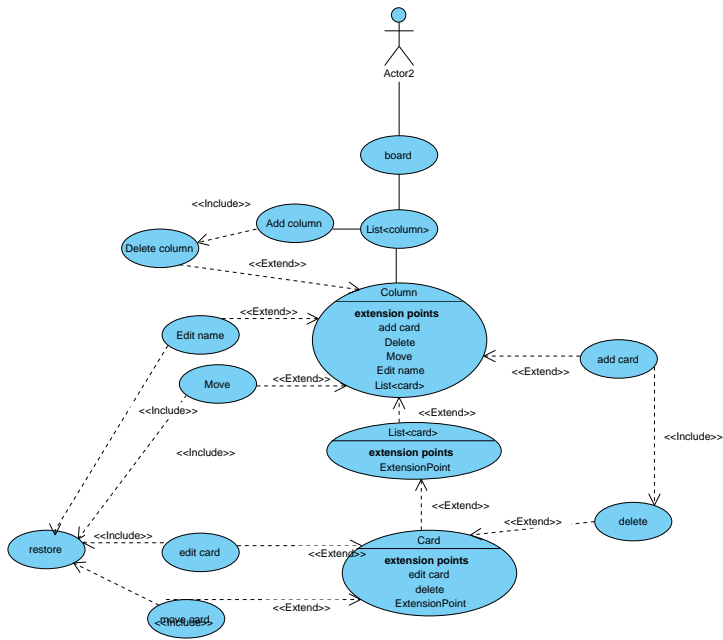 Actor2
board
<<Include>>
Add column
List<column>
Delete column
<<Extend>>
Column
extension points
add card
Delete
Move
Edit name
List<card>
<<Extend>>
Edit name
<<Extend>>
Move
<<Extend>>
add card
<<Include>>
<<Extend>>
List<card>
extension points
ExtensionPoint
<<Include>>
<<Include>>
<<Extend>>
<<Extend>>
delete
<<Include>>
restore
edit card
<<Extend>>
Card
extension points
edit card
delete
ExtensionPoint
<<Extend>>
move card
<<Include>>